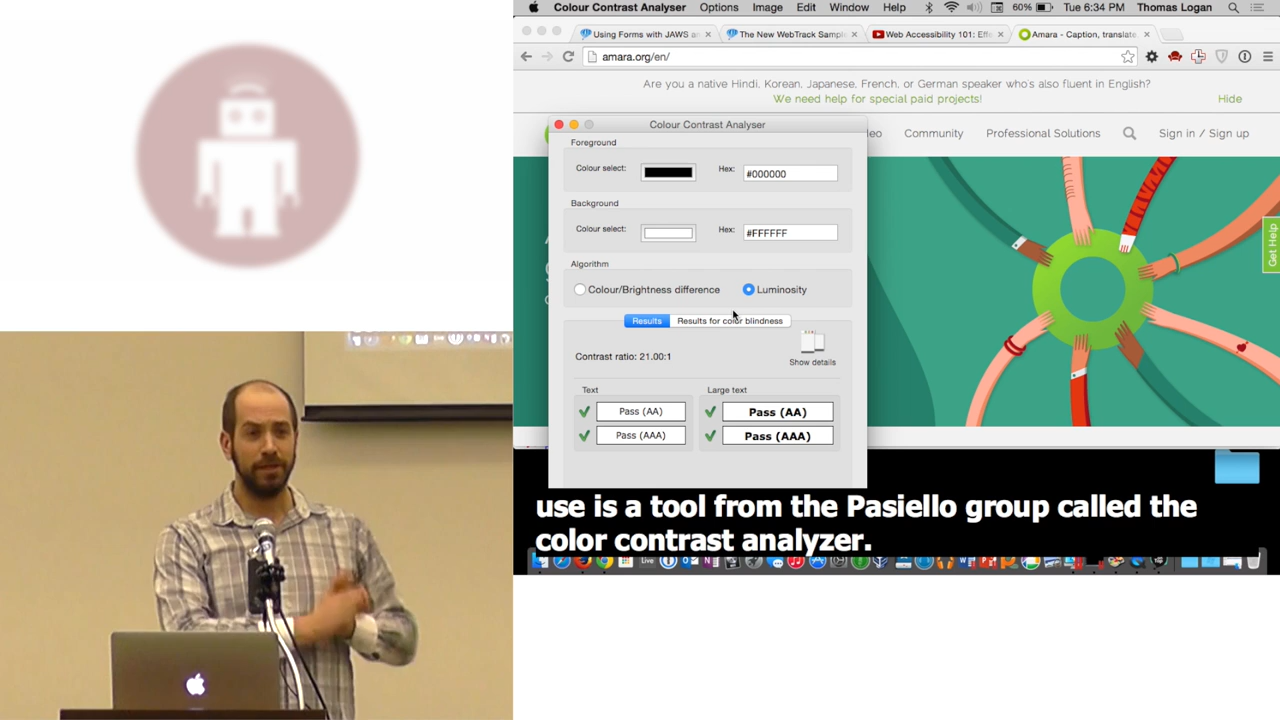 Colour Contrast Analyser Options Image Edit Window Help 60% Tue 6:34 PM Thomas Logan
Using Forms with JAWS a
The New WebTrack Sampl
Web Accessibility 101: Eff
Amara - Caption, translate
amara.org/en/
Are you a native Hindi, Korean, Japanese, French, or German speaker who's also fluent in English?
We need help for special paid projects!
Hide
eo Community Professional Solutions Sign in / Sign up
Get Help
Colour Contrast Analyser
Foreground
Colour select: Hex: #000000
Background
Colour select: Hex: #FFFFFF
Algorithm
Colour/Brightness difference Luminosity
Results Results for color blindness
Contrast ratio: 21.00:1
Show details
Text Large text
Pass (AA) Pass (AA)
Pass (AAA) Pass (AAA)
use is a tool from the Pasiello group called the
color contrast analyzer.